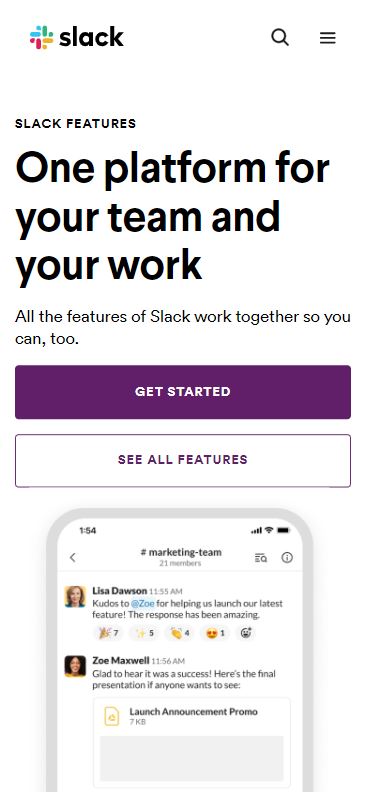 slack
SLACK FEATURES
One platform for
your team and
your work
All the features of Slack work together so you
can, too.
GET STARTED
SEE ALL FEATURES
1:54
# marketing-team
21 members
Lisa Dawson 11:55 AM
Kudos to @Zoe for helping us launch our latest
feature! The response has been amazing.
7 5 4 1
Zoe Maxwell 11:56 AM
Glad to hear it was a success! Here's the final
presentation if anyone wants to see:
Launch Announcement Promo
7 KB